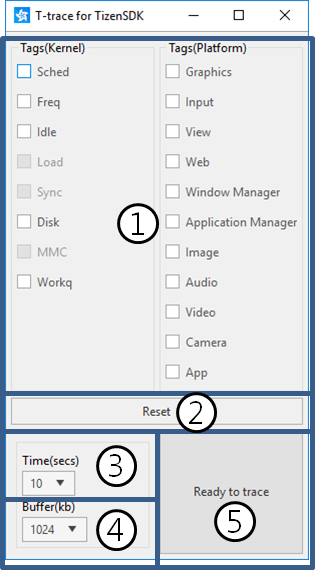 T-trace for TizenSDK
Tags(Kernel)
Sched
Freq
Idle
Load
Sync
Disk
MMC
Workq
Tags(Platform)
Graphics
Input
View
Web
Window Manager
Application Manager
Image
Audio
Video
Camera
App
1
Reset
2
Time(secs)
10
3
Buffer(kb)
1024
4
Ready to trace
5